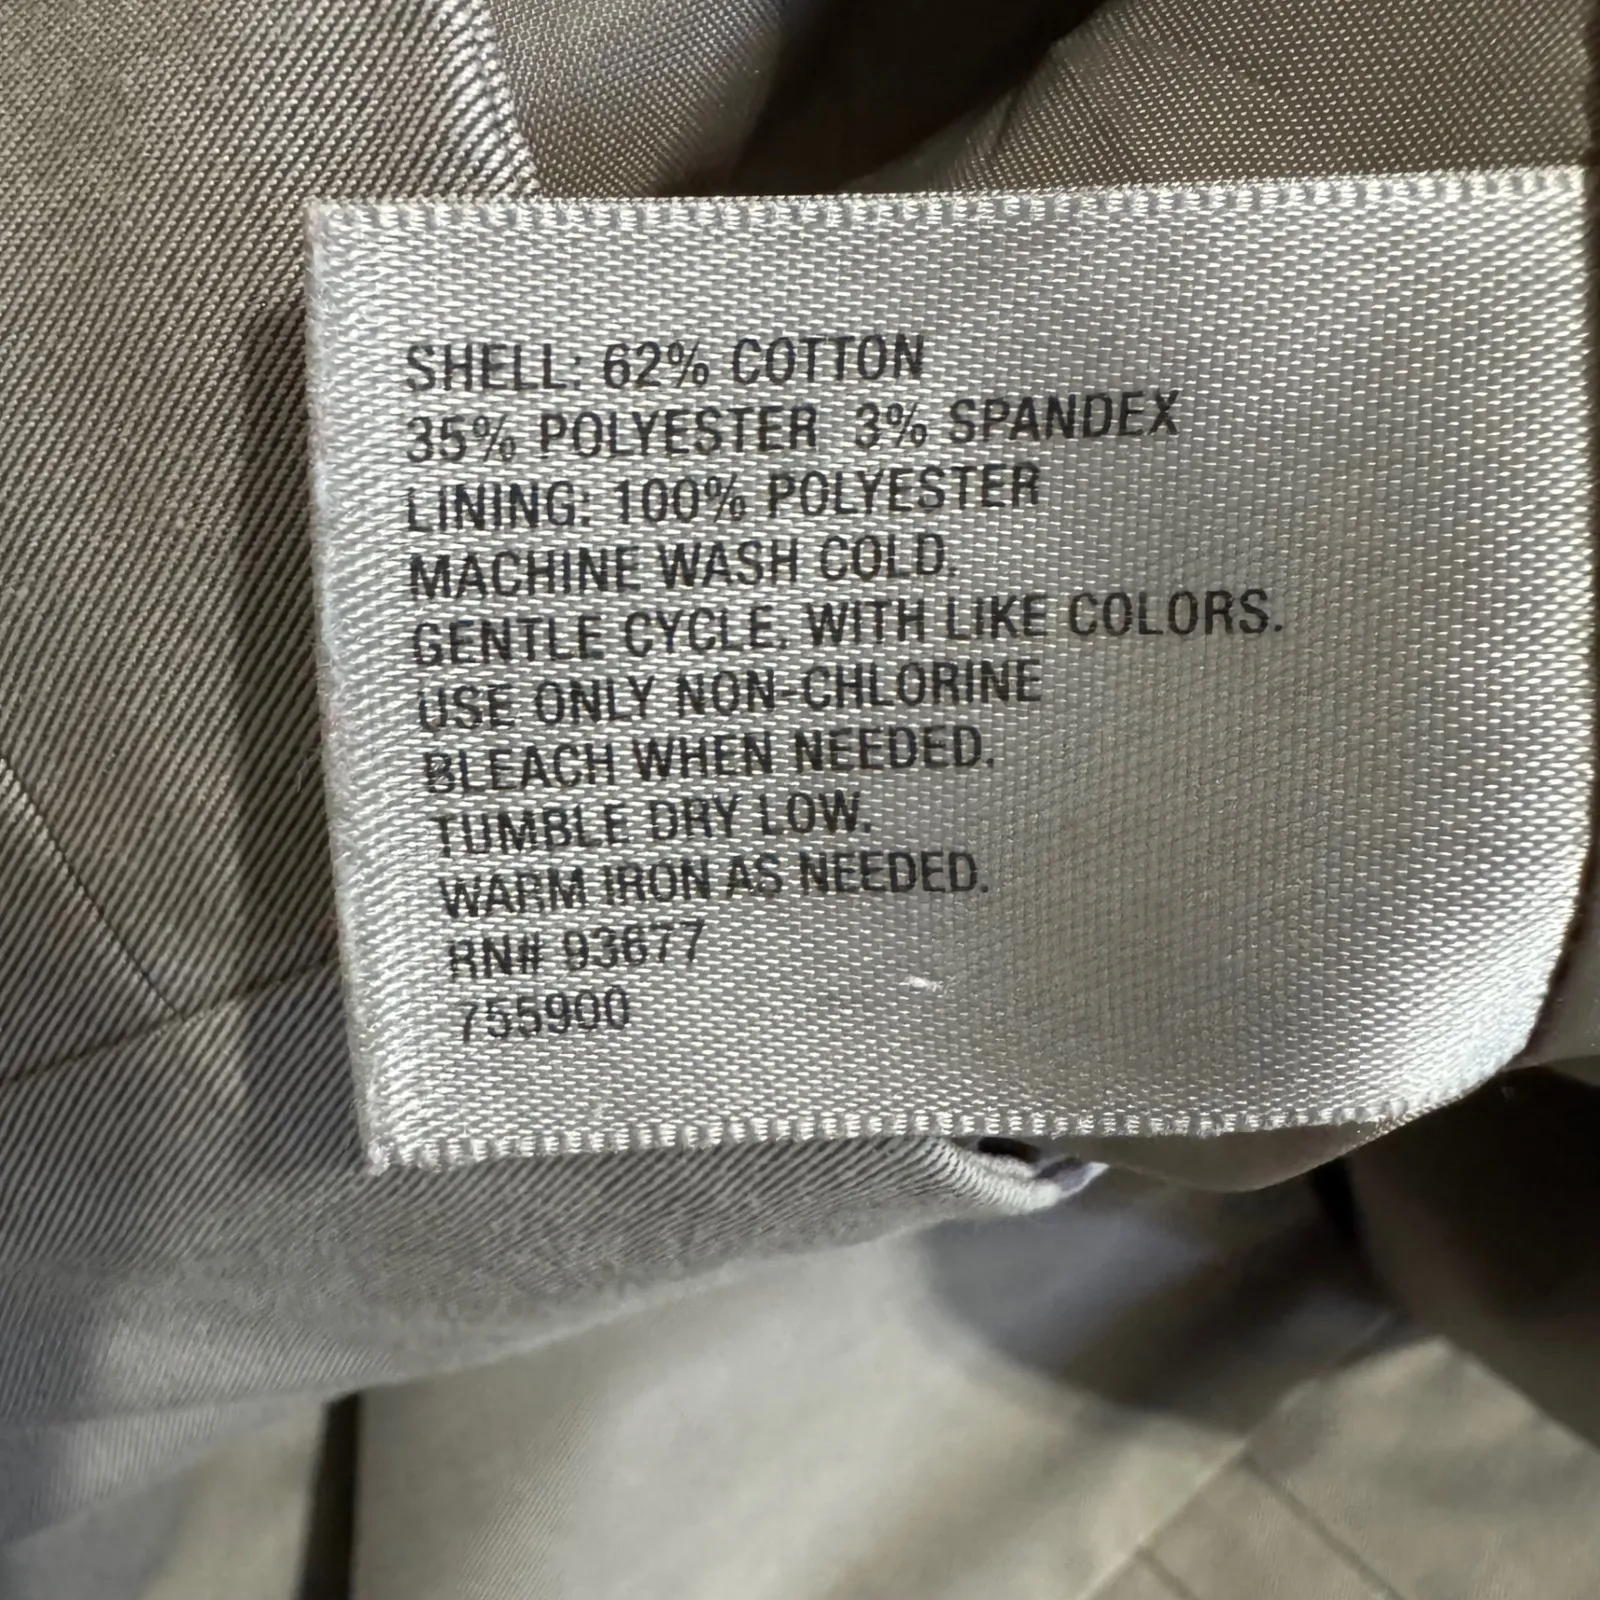 SHELL: 62% COTTON
35% POLYESTER 3% SPANDEX
LINING: 100% POLYESTER
MACHINE WASH COLD.
GENTLE CYCLE. WITH LIKE COLORS.
USE ONLY NON-CHLORINE
BLEACH WHEN NEEDED.
TUMBLE DRY LOW.
WARM IRON AS NEEDED.
RN# 93677
755900